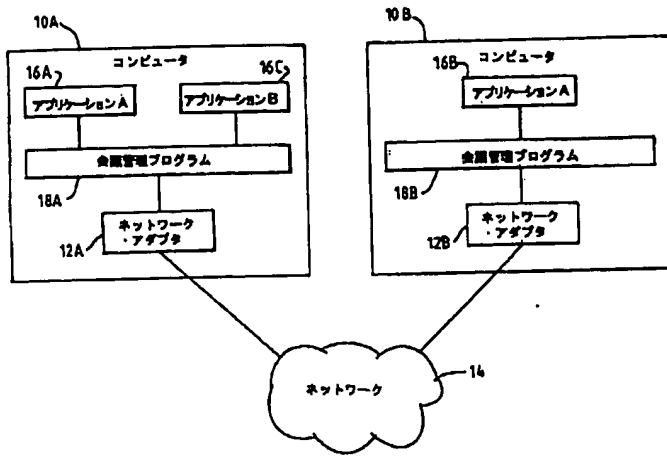 10A
コンピュータ
16A
16C
アプリケーションA
アプリケーションB
会議管理プログラム
18A
ネットワーク
・アダプタ
12A
10B
コンピュータ
16B
アプリケーションA
会議管理プログラム
18B
ネットワーク
・アダプタ
12B
ネットワーク
14